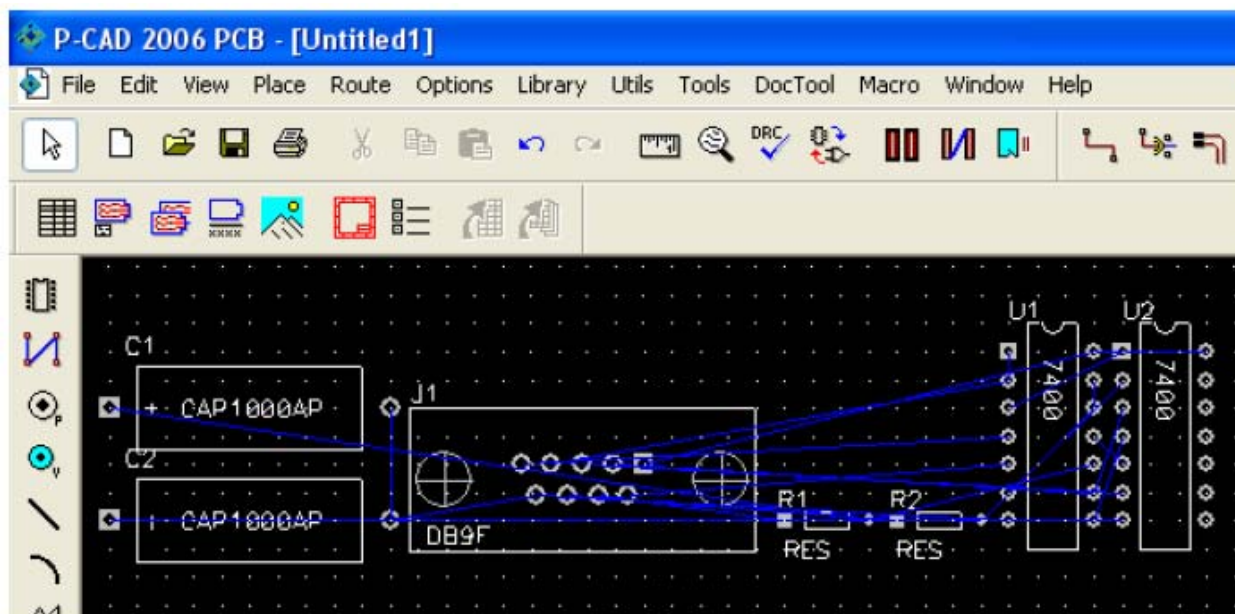 P-CAD 2006 PCB - [Untitled1]
File Edit View Place Route Options Library Utils Tools DocTool Macro Window Help
DRC
xxxx
P
V
U1 U2
C1
7400 7400
+ CAP1000AP
J1
C2
+ CAP1000AP
R1 R2
DB9F
RES RES